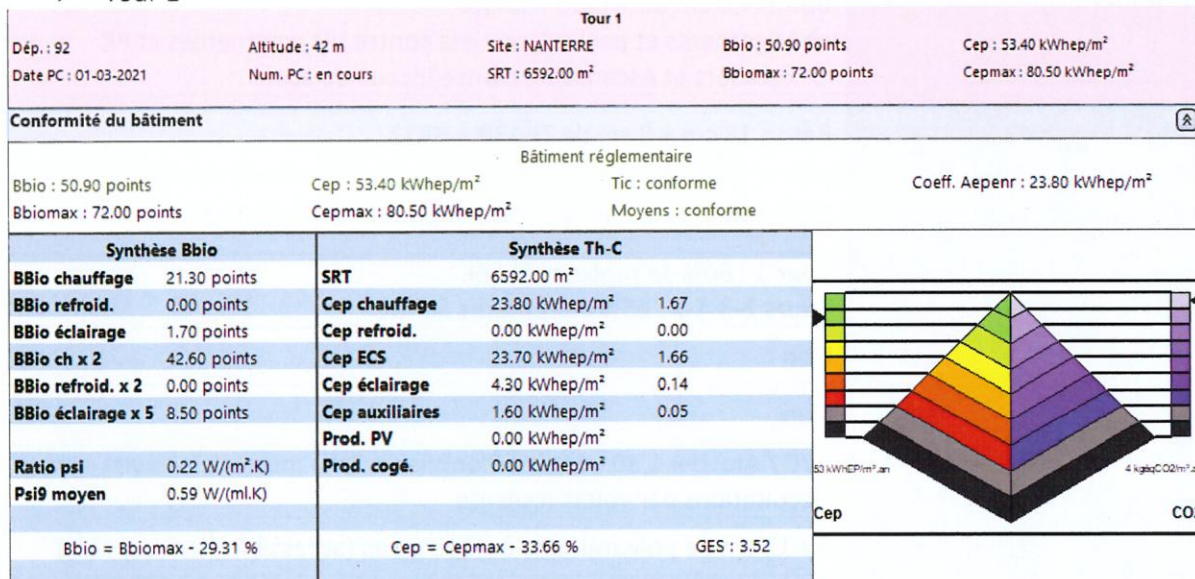 Tour 1
Dép. : 92 Altitude : 42 m Site : NANTERRE Bbio : 50.90 points Cep : 53.40 kWhep/m²
Date PC : 01-03-2021 Num. PC : en cours SRT : 6592.00 m² Bbiomax : 72.00 points Cepmax : 80.50 kWhep/m²
Conformité du bâtiment
Bâtiment réglementaire
Bbio : 50.90 points Cep : 53.40 kWhep/m² Tic : conforme Coeff. Aepenr : 23.80 kWhep/m²
Bbiomax : 72.00 points Cepmax : 80.50 kWhep/m² Moyens : conforme
Synthèse Bbio Synthèse Th-C
BBio chauffage 21.30 points SRT 6592.00 m²
BBio refroid. 0.00 points Cep chauffage 23.80 kWhep/m² 1.67
BBio éclairage 1.70 points Cep refroid. 0.00 kWhep/m² 0.00
BBio ch x 2 42.60 points Cep ECS 23.70 kWhep/m² 1.66
BBio refroid. x 2 0.00 points Cep éclairage 4.30 kWhep/m² 0.14
BBio éclairage x 5 8.50 points Cep auxiliaires 1.60 kWhep/m² 0.05
Prod. PV 0.00 kWhep/m²
Ratio psi 0.22 W/(m².K) Prod. cogé. 0.00 kWhep/m²
Psi9 moyen 0.59 W/(ml.K)
53 kWhEP/m².an 4 kgéqCO2/m².a
Cep CO
Bbio = Bbiomax - 29.31 % Cep = Cepmax - 33.66 % GES : 3.52